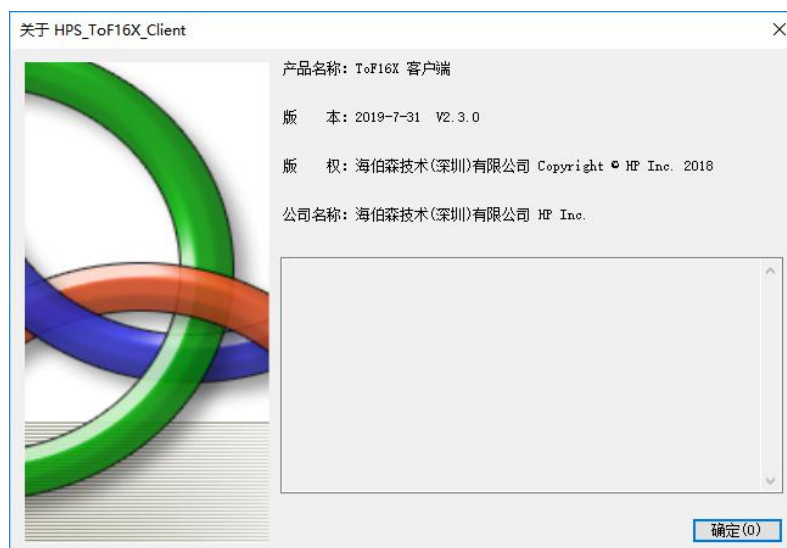 关于 HPS_ToF16X_Client
产品名称: ToF16X 客户端
版 本: 2019-7-31 V2.3.0
版 权: 海伯森技术(深圳)有限公司 Copyright © HP Inc. 2018
公司名称: 海伯森技术(深圳)有限公司 HP Inc.
确定(O)